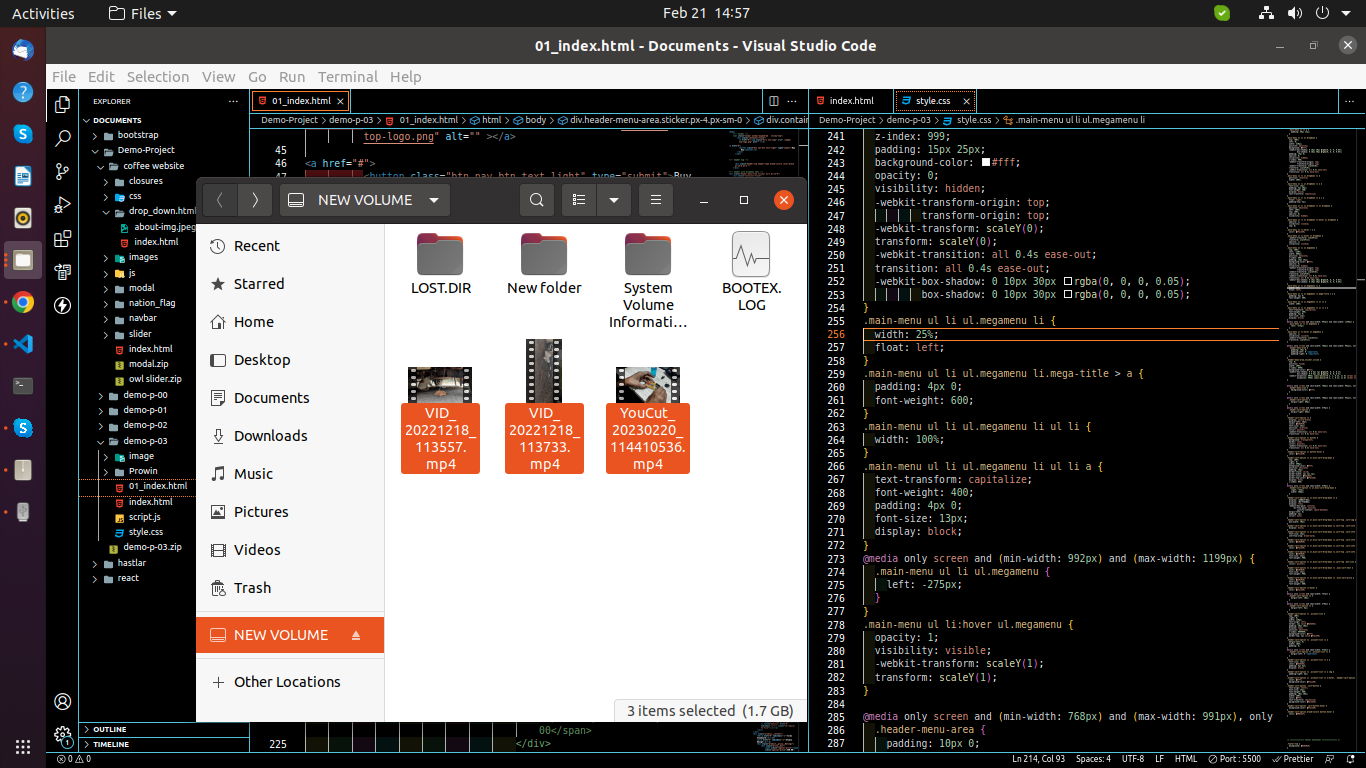 Activities
Files
Feb 21 14:57
01_index.html - Documents - Visual Studio Code
File Edit Selection View Go Run Terminal Help
EXPLORER
DOCUMENTS
bootstrap
Demo-Project
coffee website
closures
css
drop_down.html
about-img.jpeg
index.html
images
js
modal
nation_flag
navbar
slider
index.html
modal.zip
owl slider.zip
demo-p-00
demo-p-01
demo-p-02
demo-p-03
image
Prowin
01_index.html
index.html
script.js
style.css
demo-p-03.zip
hastlar
react
OUTLINE
TIMELINE
01_index.html
Demo-Project > demo-p-03 > 01_index.html > html > body > div.header-menu-area.sticker.px-4.px-sm-0 > div.contain
top-logo.png" alt="" ></a>
45
46 <a href="#">
47 <button class="btn nav-btn text-light" type="submit">Buy
NEW VOLUME
Recent
Starred
Home
Desktop
Documents
Downloads
Music
Pictures
Videos
Trash
NEW VOLUME
Other Locations
LOST.DIR
New folder
System
Volume
Informati...
BOOTEX.
LOG
VID_
20221218_
113557.
mp4
VID_
20221218_
113733.
mp4
YouCut_
20230220_
114410536.
mp4
3 items selected (1.7 GB)
00</span>
225 </div>
index.html
style.css
Demo-Project > demo-p-03 > style.css > .main-menu ul li ul.megamenu li
241 z-index: 999;
242 padding: 15px 25px;
243 background-color: #fff;
244 opacity: 0;
245 visibility: hidden;
246 -webkit-transform-origin: top;
247 transform-origin: top;
248 -webkit-transform: scaleY(0);
249 transform: scaleY(0);
250 -webkit-transition: all 0.4s ease-out;
251 transition: all 0.4s ease-out;
252 -webkit-box-shadow: 0 10px 30px rgba(0, 0, 0, 0.05);
253 box-shadow: 0 10px 30px rgba(0, 0, 0, 0.05);
254 }
255 .main-menu ul li ul.megamenu li {
256 width: 25%;
257 float: left;
258 }
259 .main-menu ul li ul.megamenu li.mega-title > a {
260 padding: 4px 0;
261 font-weight: 600;
262 }
263 .main-menu ul li ul.megamenu li ul li {
264 width: 100%;
265 }
266 .main-menu ul li ul.megamenu li ul li a {
267 text-transform: capitalize;
268 font-weight: 400;
269 padding: 4px 0;
270 font-size: 13px;
271 display: block;
272 }
273 @media only screen and (min-width: 992px) and (max-width: 1199px) {
274 .main-menu ul li ul.megamenu {
275 left: -275px;
276 }
277 }
278 .main-menu ul li:hover ul.megamenu {
279 opacity: 1;
280 visibility: visible;
281 -webkit-transform: scaleY(1);
282 transform: scaleY(1);
283 }
284
285 @media only screen and (min-width: 768px) and (max-width: 991px), only
286 .header-menu-area {
287 padding: 10px 0;
0 0
Ln 214, Col 93 Spaces: 4 UTF-8 LF HTML Port : 5500 Prettier
1